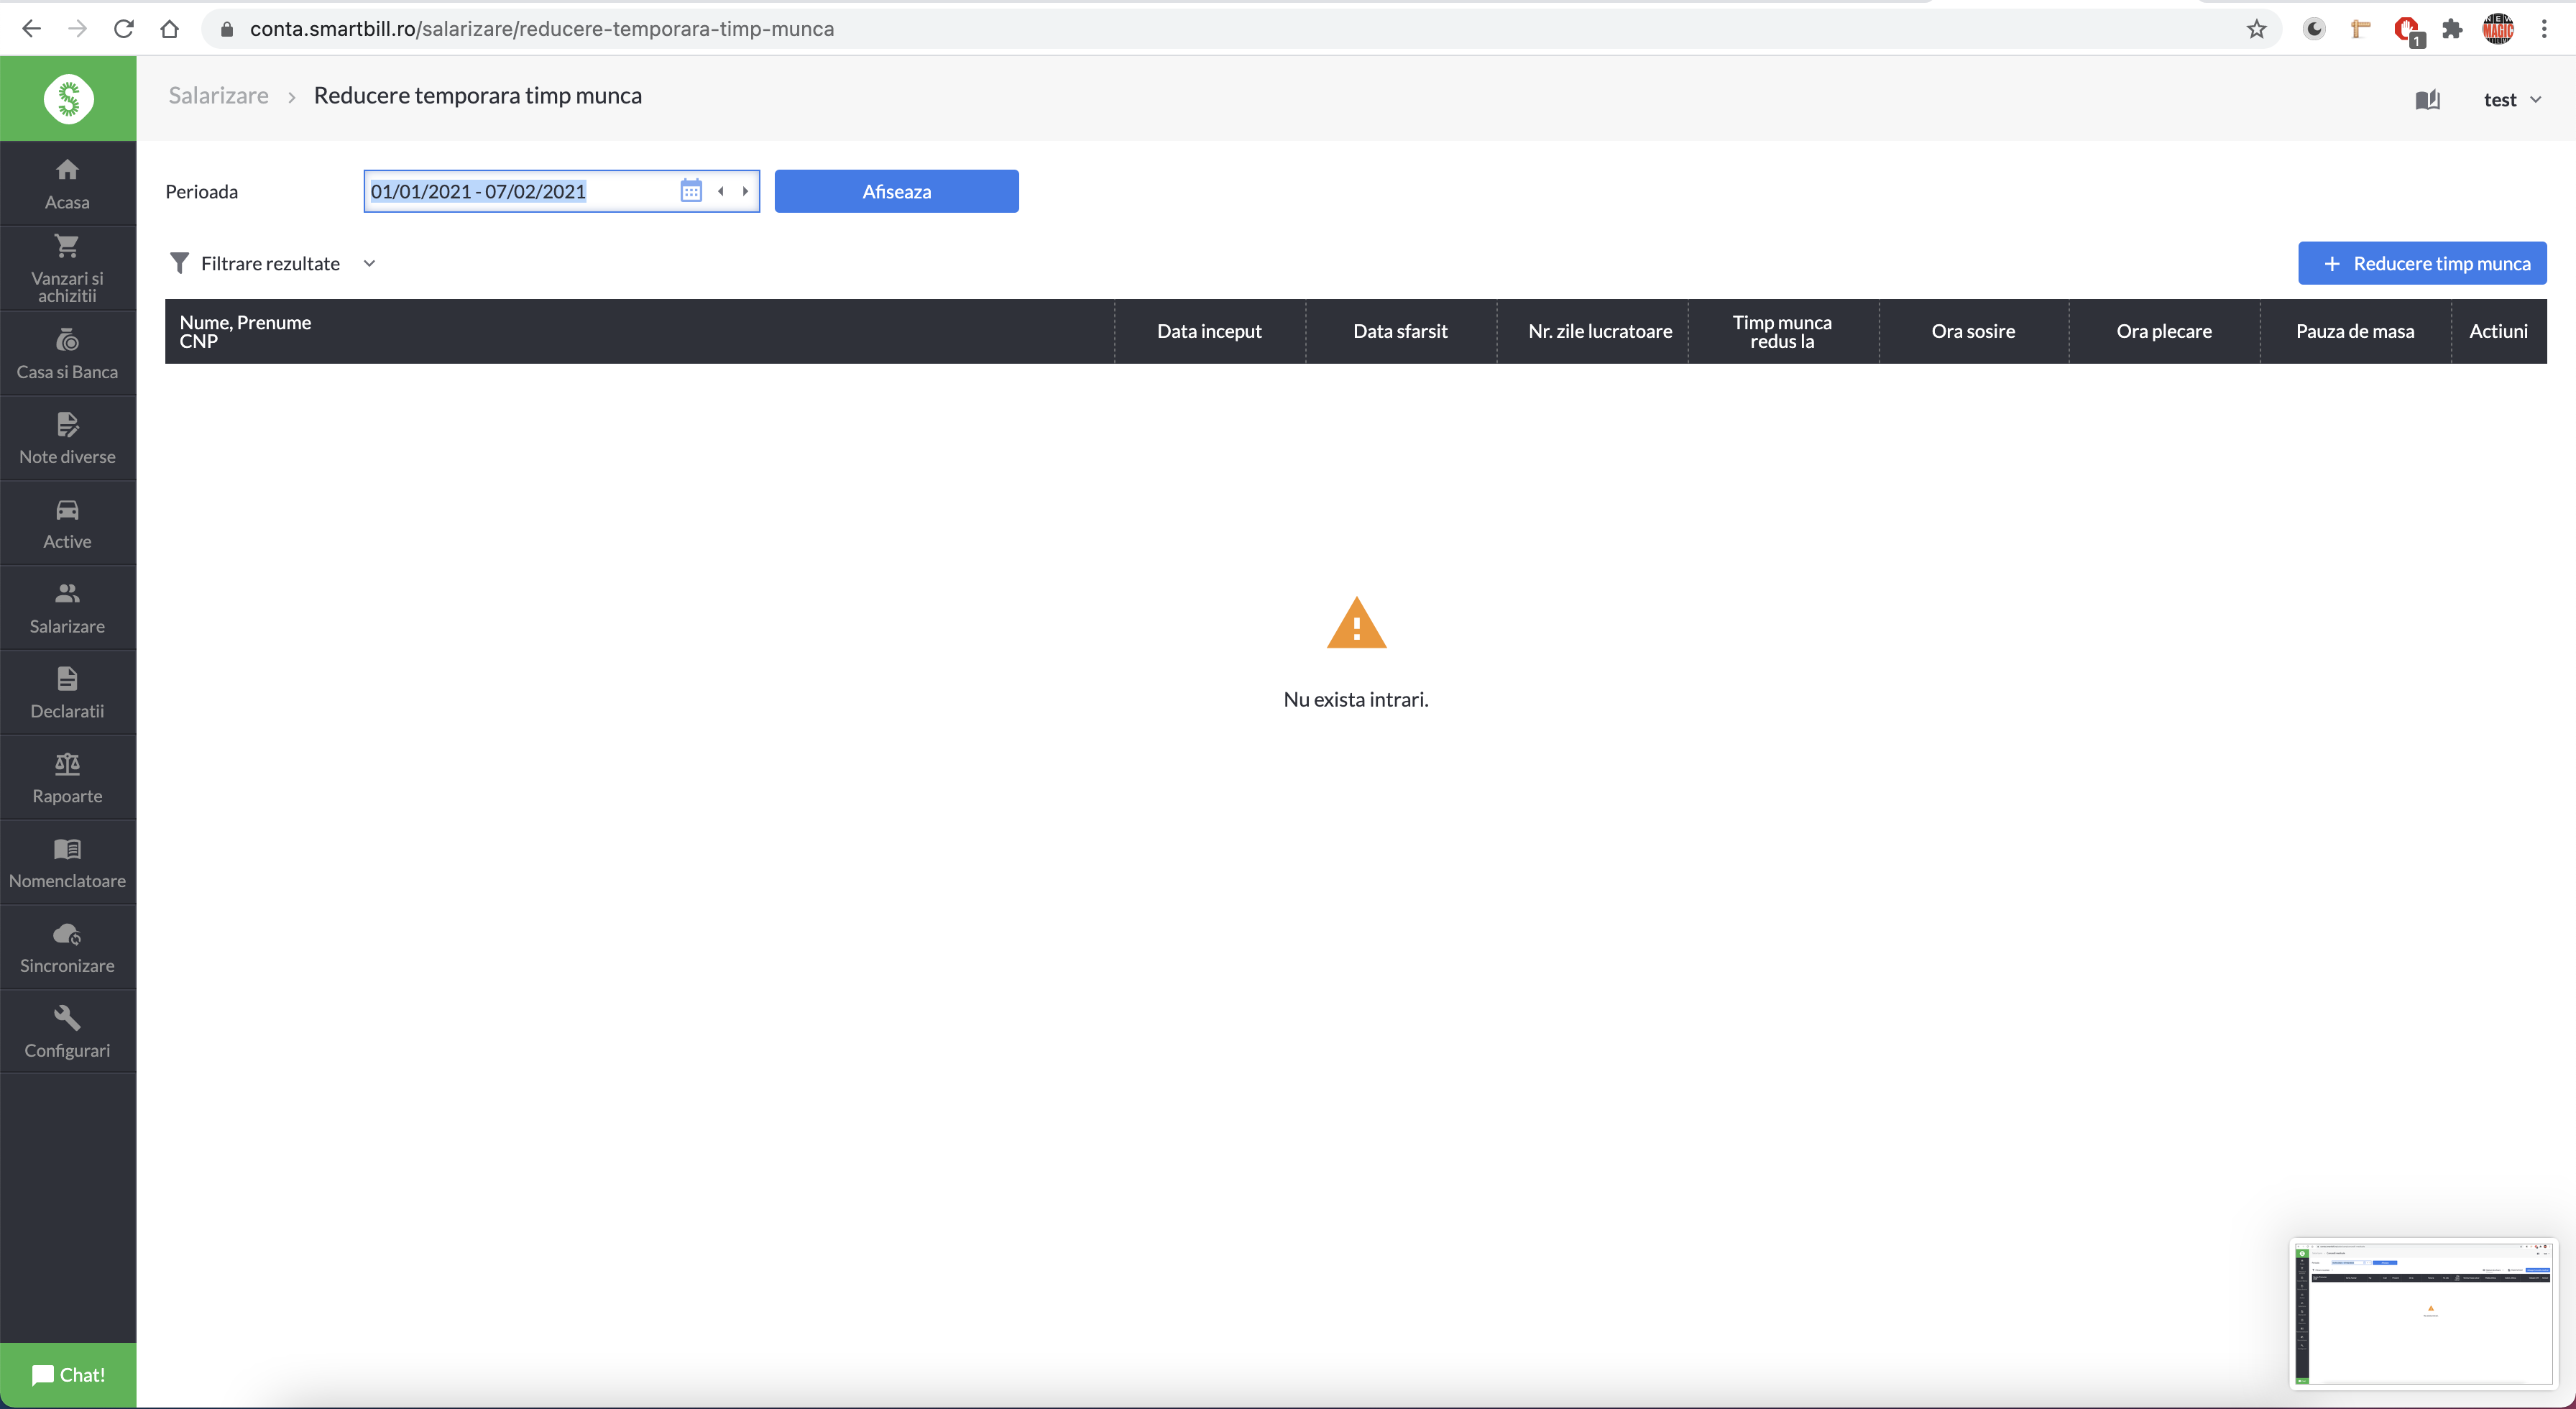 conta.smartbill.ro/salarizare/reducere-temporara-timp-munca
1
NEW
MAGIC
Salarizare > Reducere temporara timp munca
test
Perioada
01/01/2021 - 07/02/2021
Afiseaza
Filtrare rezultate
+ Reducere timp munca
Nume, Prenume
CNP
Data inceput
Data sfarsit
Nr. zile lucratoare
Timp munca
redus la
Ora sosire
Ora plecare
Pauza de masa
Actiuni
Nu exista intrari.
Acasa
Vanzari si
achizitii
Casa si Banca
Note diverse
Active
Salarizare
Declaratii
Rapoarte
Nomenclatoare
Sincronizare
Configurari
Chat!